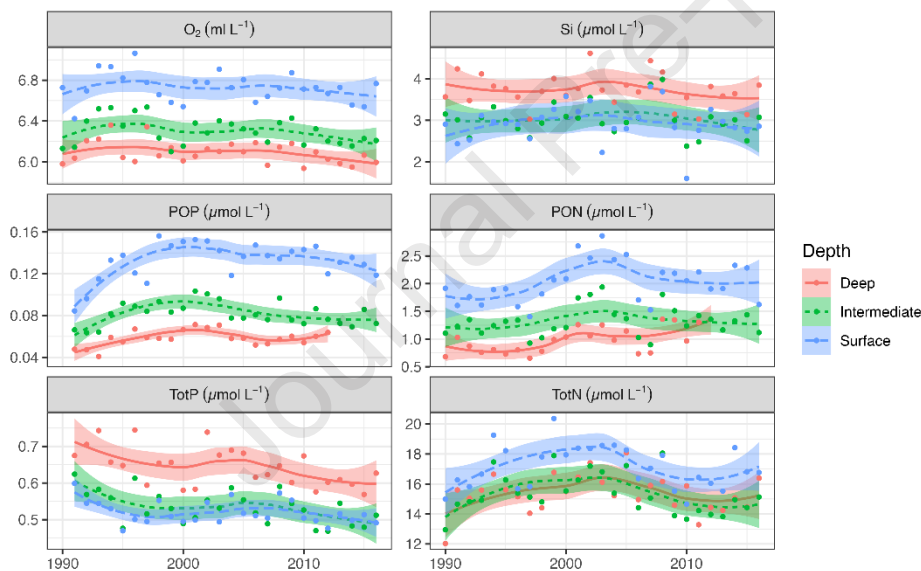 O₂ (ml L⁻¹)
Si (µmol L⁻¹)
6.8
6.4
6.0
4
3
2
POP (µmol L⁻¹)
PON (µmol L⁻¹)
0.16
0.12
0.08
0.04
2.5
2.0
1.5
1.0
0.5
Depth
Deep
Intermediate
Surface
TotP (µmol L⁻¹)
TotN (µmol L⁻¹)
0.7
0.6
0.5
20
18
16
14
12
1990
2000
2010
1990
2000
2010
Journal Pre-